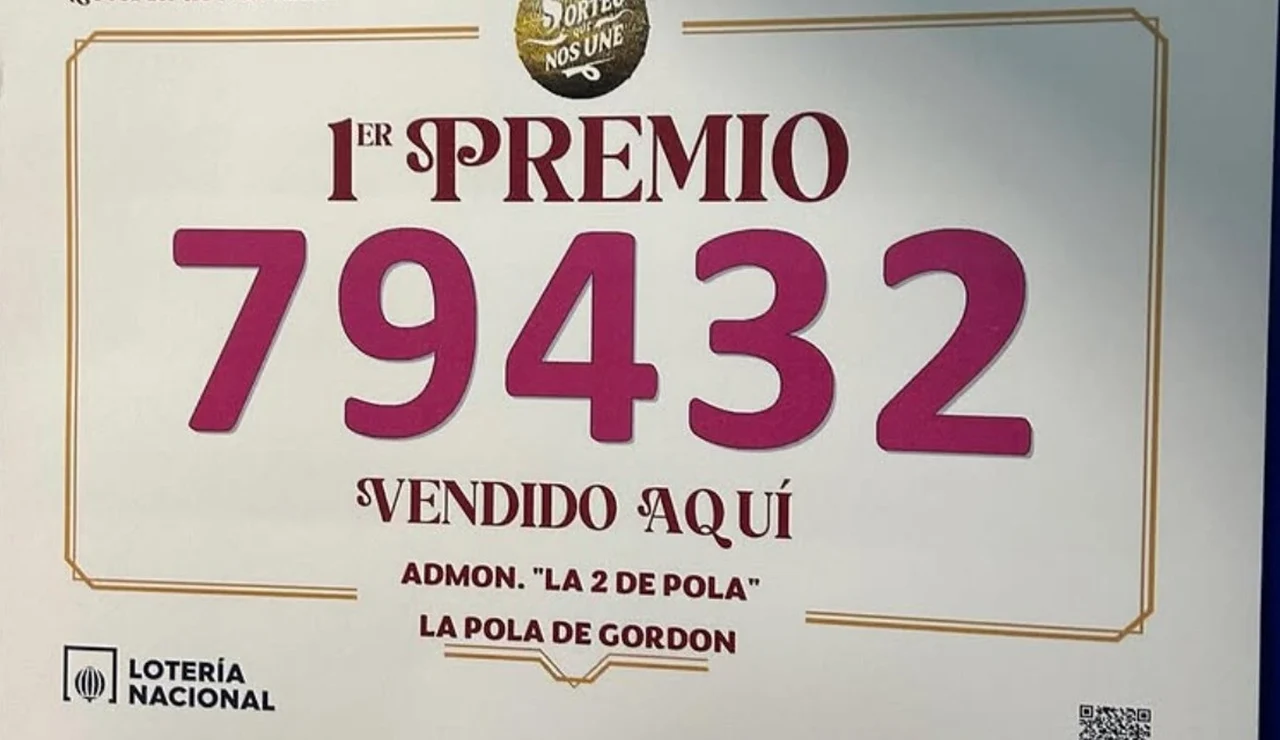 SORTEO
QUE
NOS UNE
1ER PREMIO
79432
VENDIDO AQUÍ
ADMON. "LA 2 DE POLA"
LA POLA DE GORDON
LOTERÍA
NACIONAL